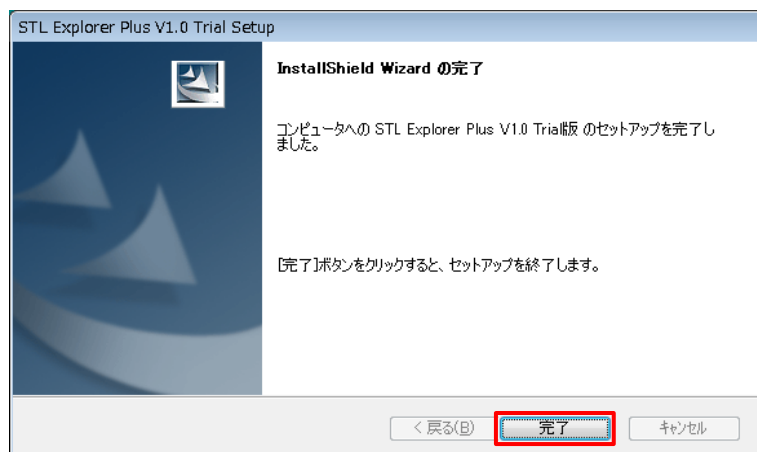 STL Explorer Plus V1.0 Trial Setup
InstallShield Wizard の完了
コンピュータへの STL Explorer Plus V1.0 Trial版 のセットアップを完了し
ました。
[完了]ボタンをクリックすると、セットアップを終了します。
< 戻る(B) 完了 キャンセル